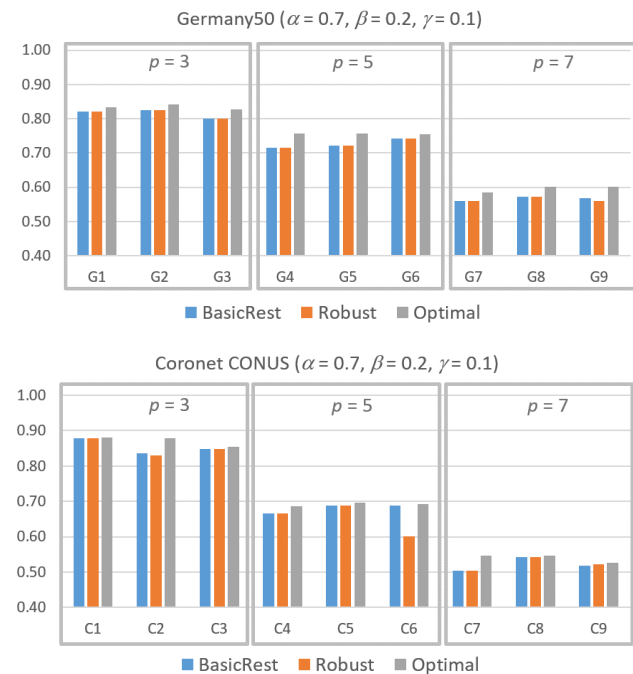 Germany50 (α = 0.7, β = 0.2, γ = 0.1)
1.00
p = 3
p = 5
p = 7
0.90
0.80
0.70
0.60
0.50
0.40
G1 G2 G3 G4 G5 G6 G7 G8 G9
BasicRest Robust Optimal
Coronet CONUS (α = 0.7, β = 0.2, γ = 0.1)
1.00
p = 3
p = 5
p = 7
0.90
0.80
0.70
0.60
0.50
0.40
C1 C2 C3 C4 C5 C6 C7 C8 C9
BasicRest Robust Optimal